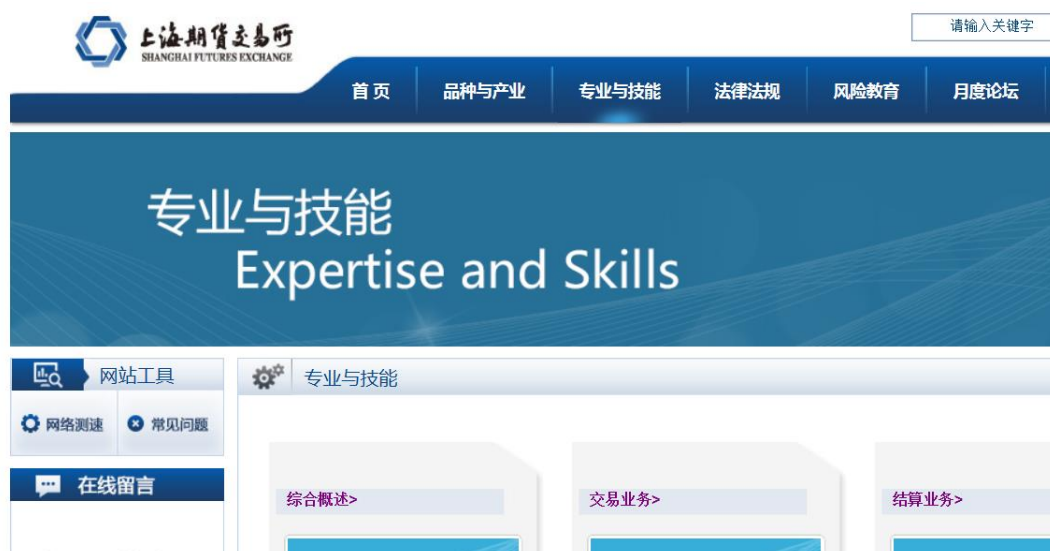 上海期货交易所
SHANGHAI FUTURES EXCHANGE
请输入关键字
首页 品种与产业 专业与技能 法律法规 风险教育 月度论坛
专业与技能
Expertise and Skills
网站工具
专业与技能
网络测速 常见问题
在线留言
综合概述> 交易业务> 结算业务>